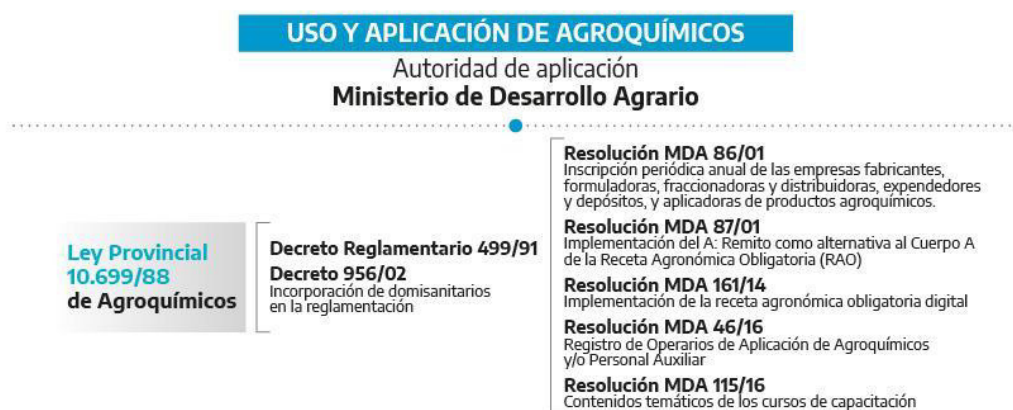 USO Y APLICACIÓN DE AGROQUÍMICOS
Autoridad de aplicación
Ministerio de Desarrollo Agrario
Ley Provincial
10.699/88
de Agroquímicos
Decreto Reglamentario 499/91
Decreto 956/02
Incorporación de domisanitarios
en la reglamentación
Resolución MDA 86/01
Inscripción periódica anual de las empresas fabricantes,
formuladoras, fraccionadoras y distribuidoras, expendedores
y depósitos, y aplicadoras de productos agroquímicos.
Resolución MDA 87/01
Implementación del A: Remito como alternativa al Cuerpo A
de la Receta Agronómica Obligatoria (RAO)
Resolución MDA 161/14
Implementación de la receta agronómica obligatoria digital
Resolución MDA 46/16
Registro de Operarios de Aplicación de Agroquímicos
y/o Personal Auxiliar
Resolución MDA 115/16
Contenidos temáticos de los cursos de capacitación